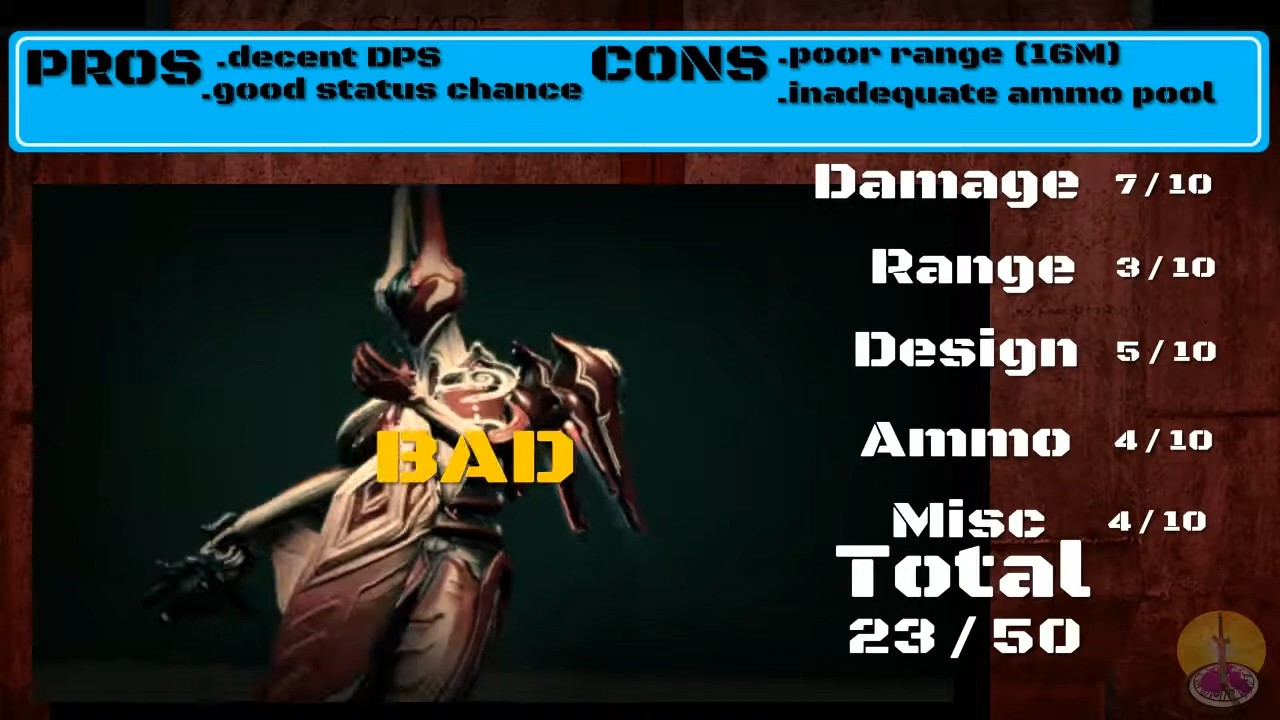 PROS .decent DPS
.good status chance
CONS .poor range (16M)
.inadequate ammo pool
Damage 7/10
Range 3/10
Design 5/10
Ammo 4/10
Misc 4/10
Total
23/50
BAD